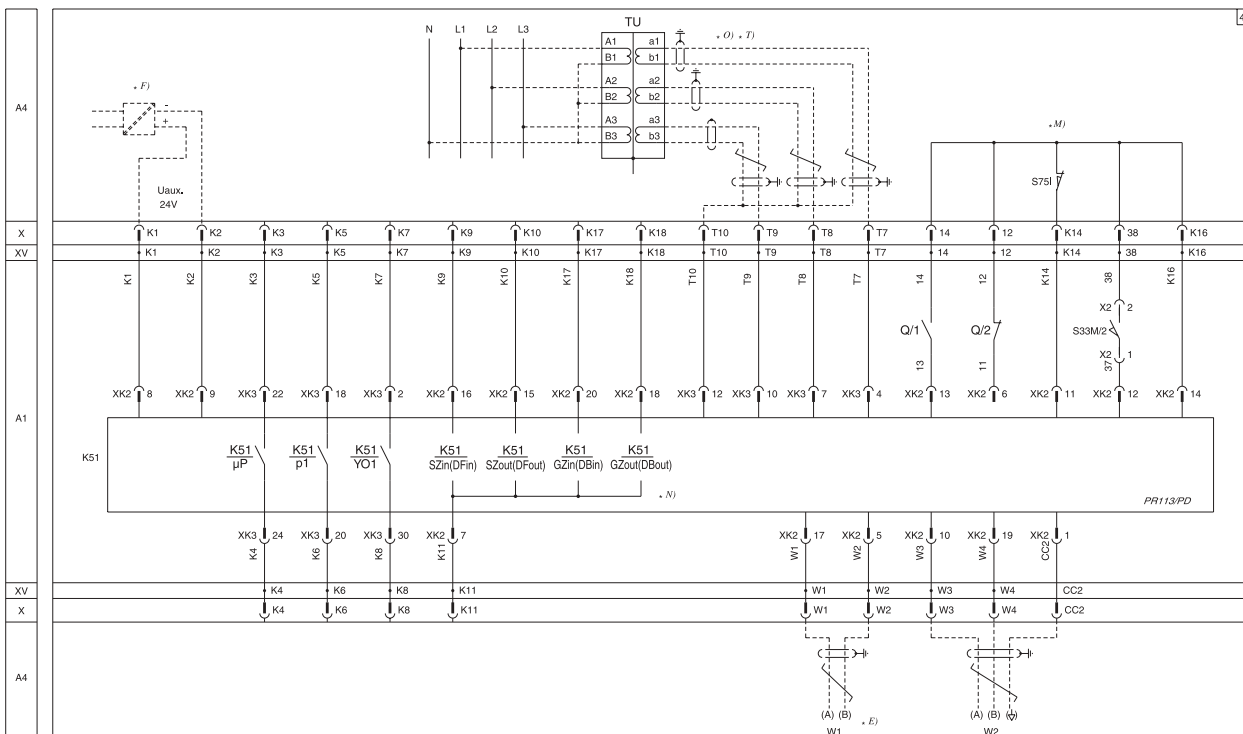 4
N L1 L2 L3 TU
A1 a1 * O) * T)
B1 b1
A2 a2
B2 b2
A3 a3
B3 b3
* F)
-
+
* M)
A4
S75I
Uaux.
24V
X K1 K2 K3 K5 K7 K9 K10 K17 K18 T10 T9 T8 T7 14 12 K14 38 K16
XV K1 K2 K3 K5 K7 K9 K10 K17 K18 T10 T9 T8 T7 14 12 K14 38 K16
K1 K2 K3 K5 K7 K9 K10 K17 K18 T10 T9 T8 T7 14 12 K14 38 K16
X2 2
Q/1 Q/2 S33M/2
X2 1
13 11 37
XK2 8 XK2 9 XK3 22 XK3 18 XK3 2 XK2 16 XK2 15 XK2 20 XK2 18 XK3 12 XK3 10 XK3 7 XK3 4 XK2 13 XK2 6 XK2 11 XK2 12 XK2 14
A1
K51
K51 K51 K51 K51 K51 K51 K51
µP p1 YO1 SZin(DFin) SZout(DFout) GZin(DBin) GZout(DBout)
* N)
PR113/PD
XK3 24 XK3 20 XK3 30 XK2 7 XK2 17 XK2 5 XK2 10 XK2 19 XK2 1
K4 K6 K8 K11 W1 W2 W3 W4 CC2
XV K4 K6 K8 K11 W1 W2 W3 W4 CC2
X K4 K6 K8 K11 W1 W2 W3 W4 CC2
A4
(A) (B) * E) (A) (B)
W1 W2